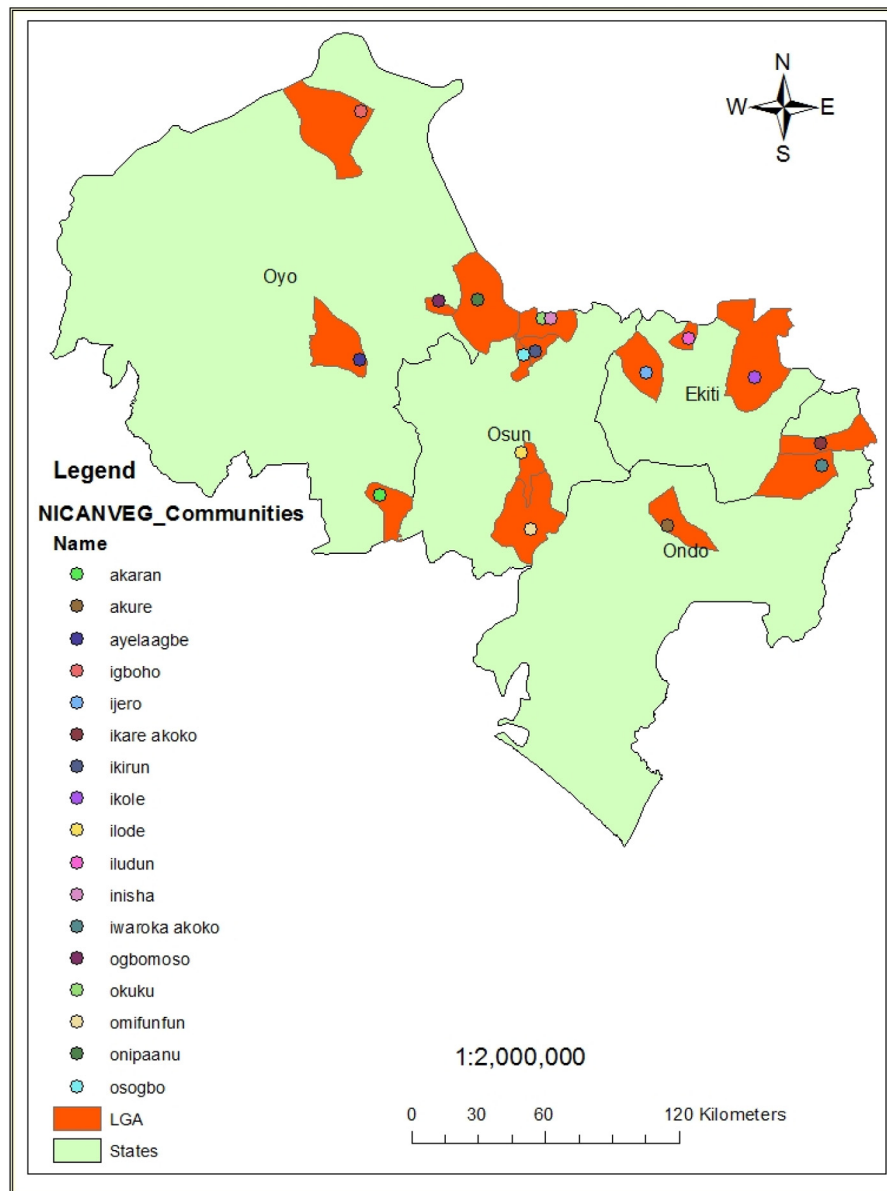 N
W E
S
Oyo
Ekiti
Osun
Ondo
Legend
NICANVEG_Communities
Name
akaran
akure
ayelaagbe
igboho
ijero
ikare akoko
ikirun
ikole
ilode
iludun
inisha
iwaroka akoko
ogbomoso
okuku
omifunfun
onipaanu
osogbo
LGA
States
1:2,000,000
0 30 60 120 Kilometers